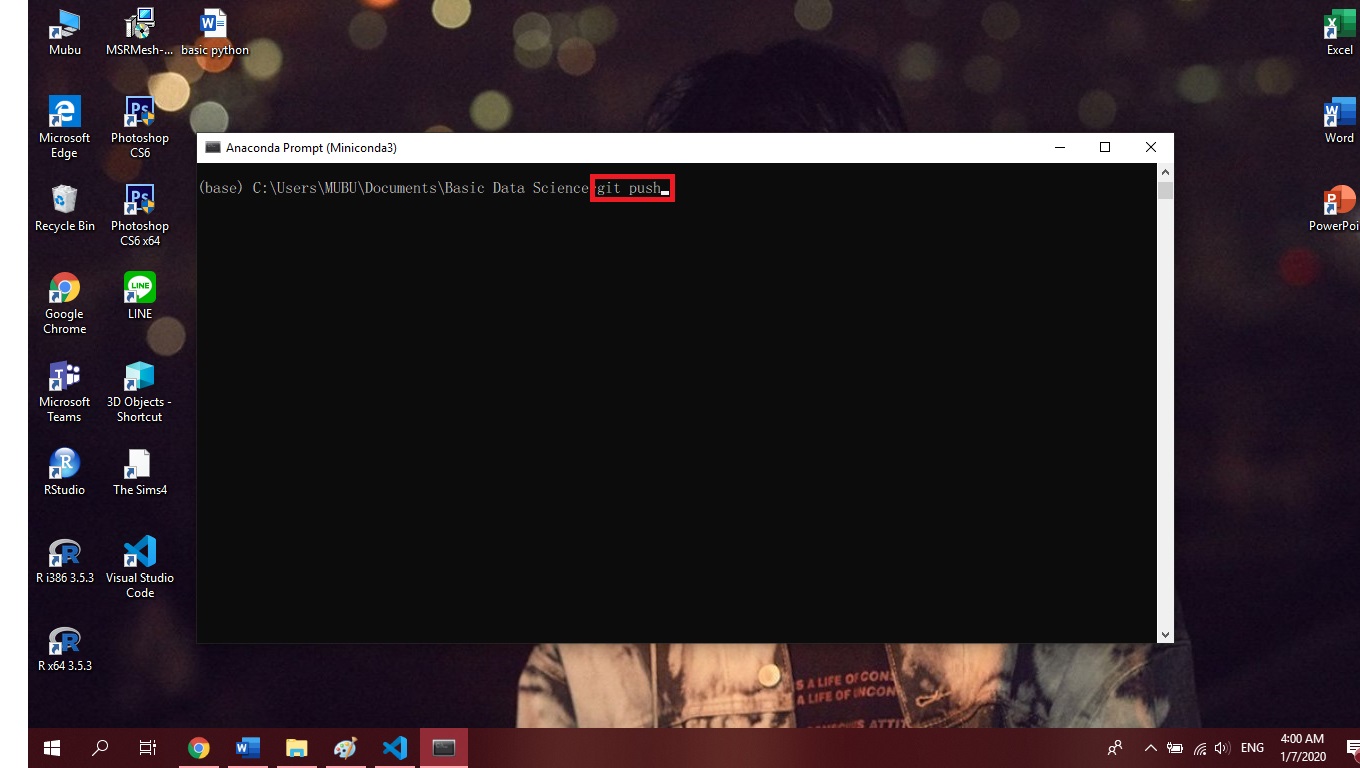 Mubu
MSRMesh-...
basic python
Excel
Microsoft
Edge
Photoshop
CS6
Word
Anaconda Prompt (Miniconda3)
(base) C:\Users\MUBU\Documents\Basic Data Science>git push
Recycle Bin
Photoshop
CS6 x64
PowerPoi
Google
Chrome
LINE
Microsoft
Teams
3D Objects -
Shortcut
RStudio
The Sims4
R i386 3.5.3
Visual Studio
Code
R x64 3.5.3
S A LIFE OF CONS
A LIFE OF UNCON
ENG
4:00 AM
1/7/2020